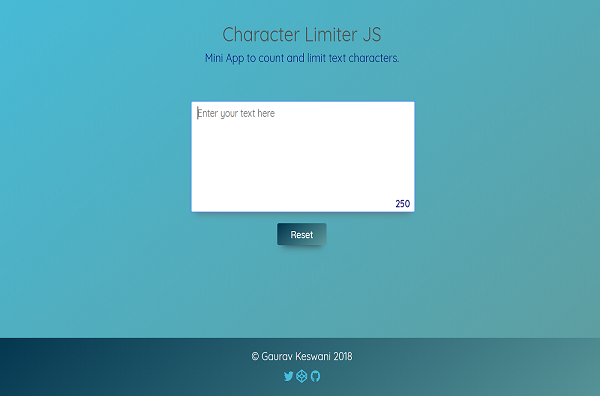 Character Limiter JS
Mini App to count and limit text characters.
Enter your text here
250
Reset
© Gaurav Keswani 2018